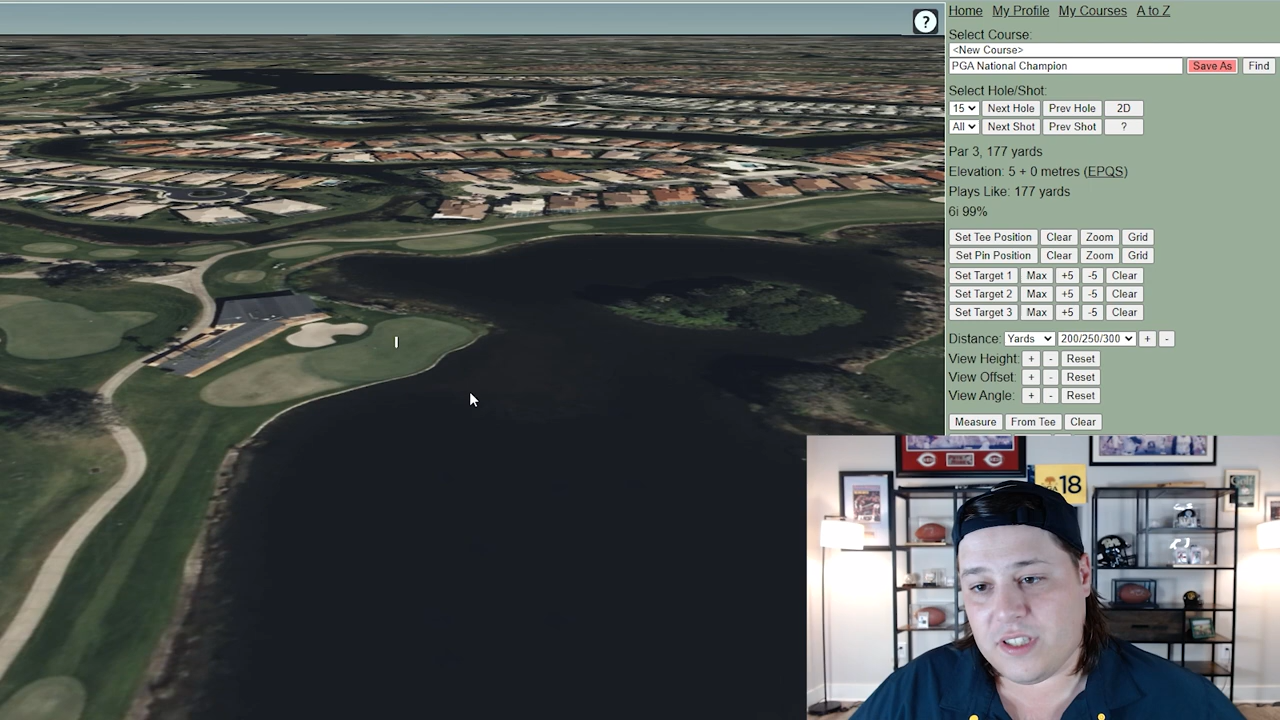 ?
Home My Profile My Courses A to Z
Select Course:
<New Course>
PGA National Champion Save As Find
Select Hole/Shot:
15 Next Hole Prev Hole 2D
All Next Shot Prev Shot ?
Par 3, 177 yards
Elevation: 5 + 0 metres (EPQS)
Plays Like: 177 yards
6i 99%
Set Tee Position Clear Zoom Grid
Set Pin Position Clear Zoom Grid
Set Target 1 Max +5 -5 Clear
Set Target 2 Max +5 -5 Clear
Set Target 3 Max +5 -5 Clear
Distance: Yards 200/250/300 + -
View Height: + - Reset
View Offset: + - Reset
View Angle: + - Reset
Measure From Tee Clear
18
Golf